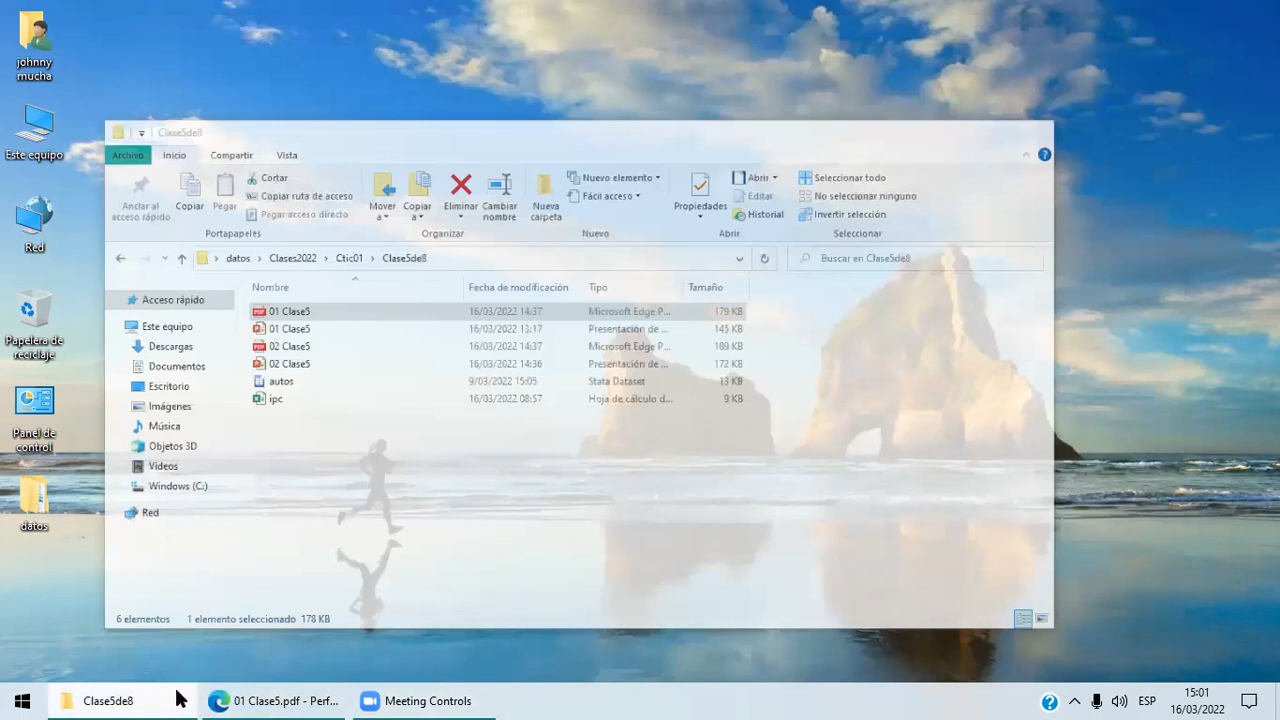 johnny
mucha
Este equipo
Red
Papelera de
reciclaje
Panel de
control
datos
Clase5de8
Archivo Inicio Compartir Vista
Anclar al
acceso rápido
Copiar
Pegar
Cortar
Copiar ruta de acceso
Pegar acceso directo
Portapapeles
Mover
a
Copiar
a
Eliminar
Cambiar
nombre
Organizar
Nueva
carpeta
Nuevo elemento
Fácil acceso
Nuevo
Propiedades
Abrir
Editar
Historial
Abrir
Seleccionar todo
No seleccionar ninguno
Invertir selección
Seleccionar
datos › Clases2022 › Ctic01 › Clase5de8
Buscar en Clase5de8
Acceso rápido
Este equipo
Descargas
Documentos
Escritorio
Imágenes
Música
Objetos 3D
Vídeos
Windows (C:)
Red
Nombre Fecha de modificación Tipo Tamaño
01 Clase5 16/03/2022 14:37 Microsoft Edge P... 179 KB
01 Clase5 16/03/2022 13:17 Presentación de ... 145 KB
02 Clase5 16/03/2022 14:37 Microsoft Edge P... 189 KB
02 Clase5 16/03/2022 14:36 Presentación de ... 172 KB
autos 9/03/2022 15:05 Stata Dataset 13 KB
ipc 16/03/2022 08:57 Hoja de cálculo d... 9 KB
6 elementos 1 elemento seleccionado 178 KB
Clase5de8
01 Clase5.pdf - Perf...
Meeting Controls
ESP
15:01
16/03/2022